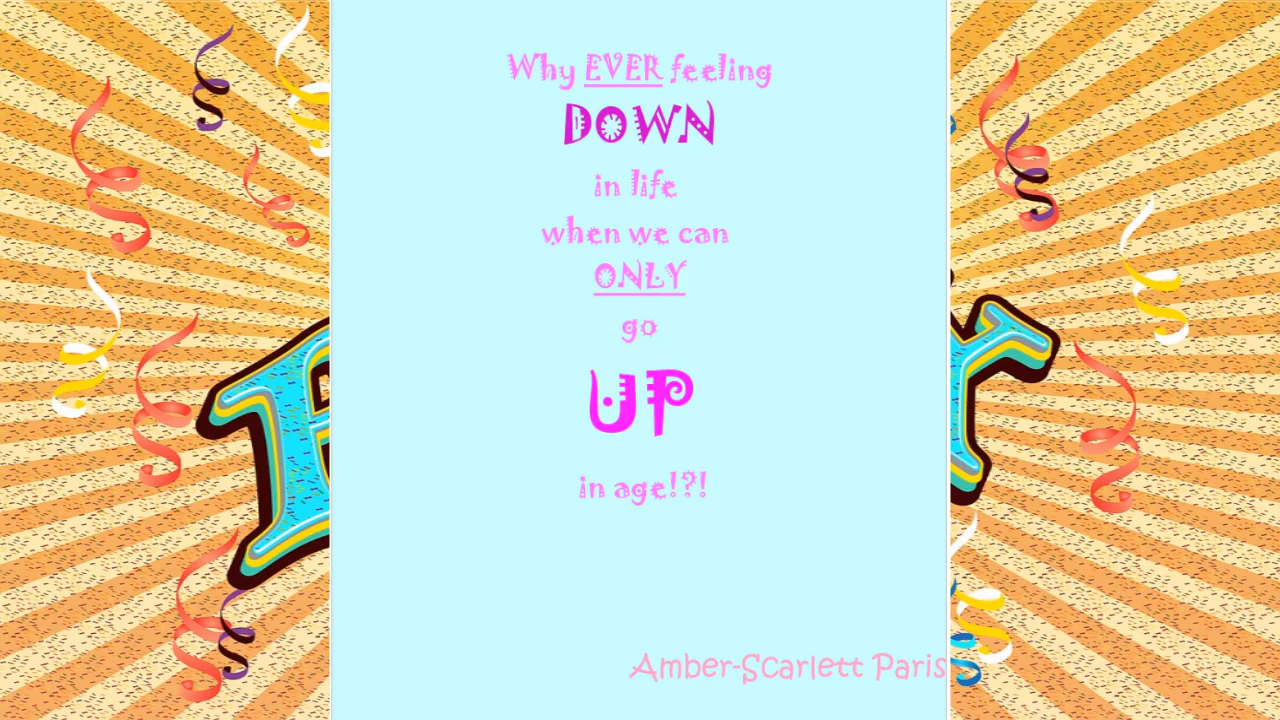 Why EVER feeling
DOWN
in life
when we can
ONLY
go
UP
in age!?!
Amber-Scarlett Paris